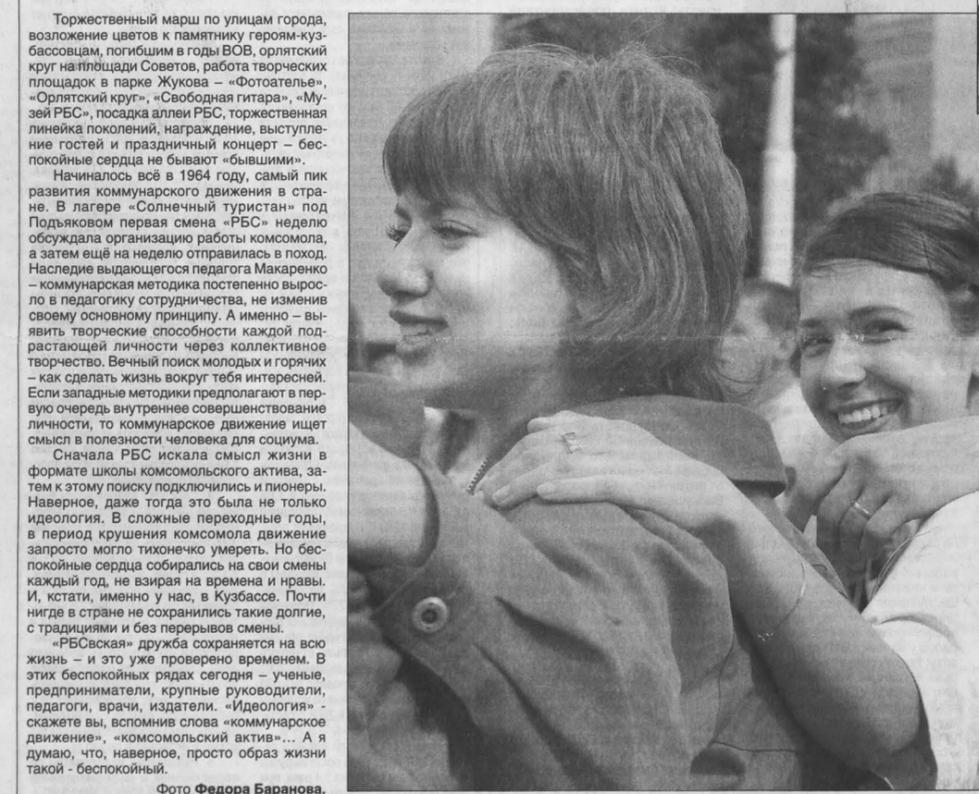 Торжественный марш по улицам города,
возложение цветов к памятнику героям-куз-
бассовцам, погибшим в годы ВОВ, орлятский
круг на площади Советов, работа творческих
площадок в парке Жукова – «Фотоателье»,
«Орлятский круг», «Свободная гитара», «Му-
зей РБС», посадка аллеи РБС, торжественная
линейка поколений, награждение, выступле-
ние гостей и праздничный концерт – бес-
покойные сердца не бывают «бывшими».
Начиналось всё в 1964 году, самый пик
развития коммунарского движения в стра-
не. В лагере «Солнечный туристан» под
Подъяковом первая смена «РБС» неделю
обсуждала организацию работы комсомола,
а затем ещё на неделю отправилась в поход.
Наследие выдающегося педагога Макаренко
– коммунарская методика постепенно вырос-
ло в педагогику сотрудничества, не изменив
своему основному принципу. А именно – вы-
явить творческие способности каждой под-
растающей личности через коллективное
творчество. Вечный поиск молодых и горячих
– как сделать жизнь вокруг тебя интересней.
Если западные методики предполагают в пер-
вую очередь внутреннее совершенствование
личности, то коммунарское движение ищет
смысл в полезности человека для социума.
Сначала РБС искала смысл жизни в
формате школы комсомольского актива, за-
тем к этому поиску подключились и пионеры.
Наверное, даже тогда это была не только
идеология. В сложные переходные годы,
в период крушения комсомола движение
запросто могло тихонечко умереть. Но бес-
покойные сердца собирались на свои смены
каждый год, не взирая на времена и нравы.
И, кстати, именно у нас, в Кузбассе. Почти
нигде в стране не сохранились такие долгие,
с традициями и без перерывов смены.
«РБСвская» дружба сохраняется на всю
жизнь – и это уже проверено временем. В
этих беспокойных рядах сегодня – ученые,
предприниматели, крупные руководители,
педагоги, врачи, издатели. «Идеология» -
скажете вы, вспомнив слова «коммунарское
движение», «комсомольский актив»... А я
думаю, что, наверное, просто образ жизни
такой - беспокойный.
Фото Федора Баранова.